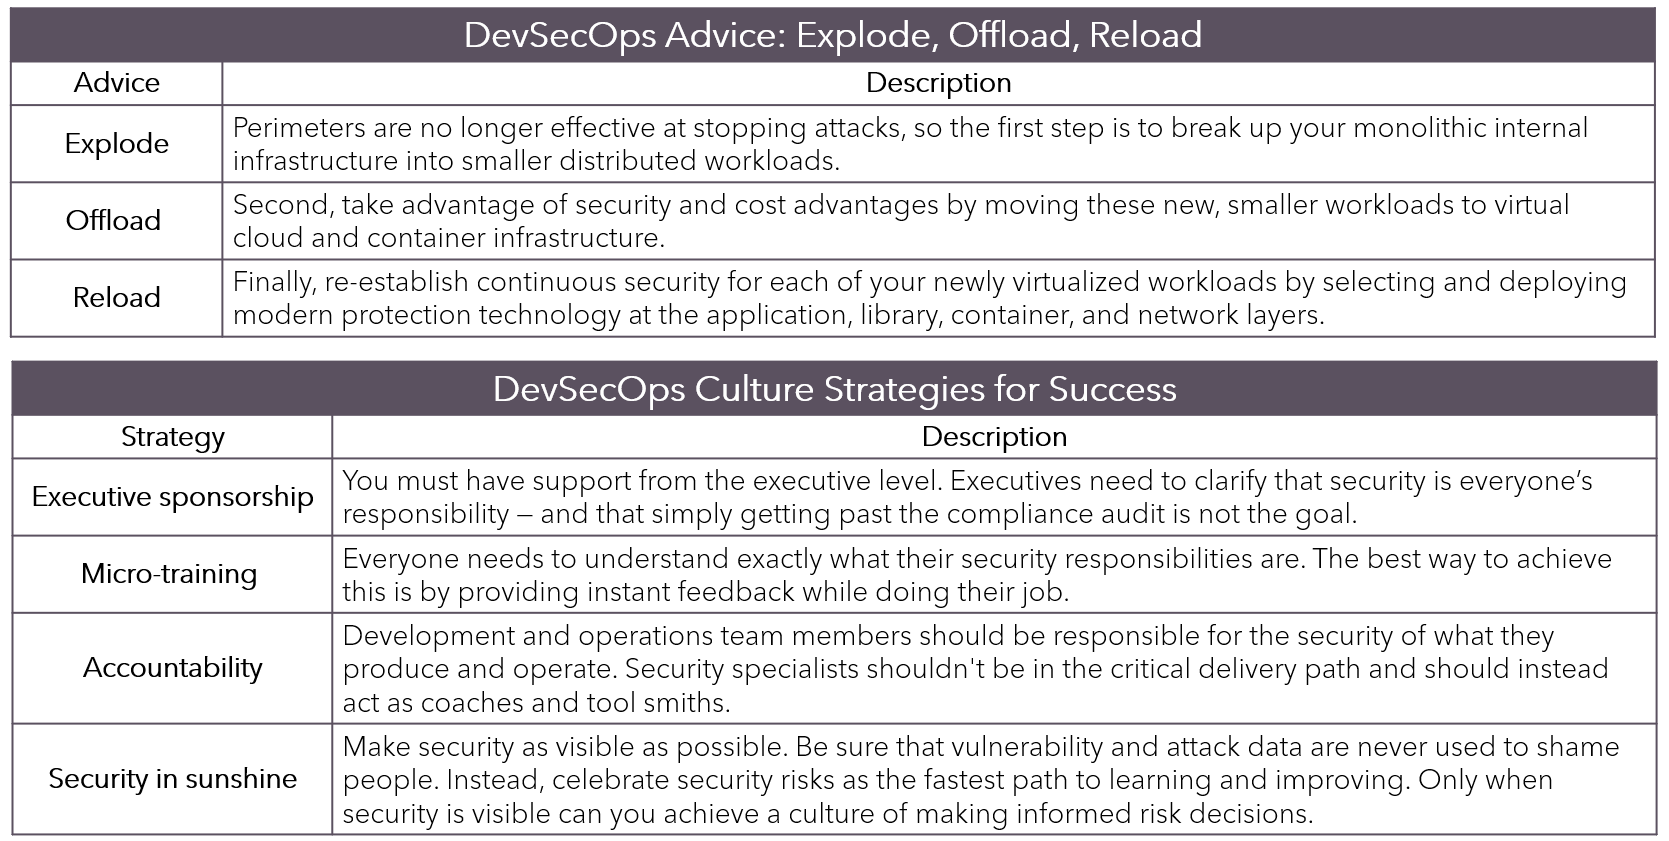 DevSecOps Advice: Explode, Offload, Reload
Advice
Description
Explode
Perimeters are no longer effective at stopping attacks, so the first step is to break up your monolithic internal
infrastructure into smaller distributed workloads.
Offload
Second, take advantage of security and cost advantages by moving these new, smaller workloads to virtual
cloud and container infrastructure.
Reload
Finally, re-establish continuous security for each of your newly virtualized workloads by selecting and deploying
modern protection technology at the application, library, container, and network layers.
DevSecOps Culture Strategies for Success
Strategy
Description
Executive sponsorship
You must have support from the executive level. Executives need to clarify that security is everyone’s
responsibility – and that simply getting past the compliance audit is not the goal.
Micro-training
Everyone needs to understand exactly what their security responsibilities are. The best way to achieve
this is by providing instant feedback while doing their job.
Accountability
Development and operations team members should be responsible for the security of what they
produce and operate. Security specialists shouldn't be in the critical delivery path and should instead
act as coaches and tool smiths.
Security in sunshine
Make security as visible as possible. Be sure that vulnerability and attack data are never used to shame
people. Instead, celebrate security risks as the fastest path to learning and improving. Only when
security is visible can you achieve a culture of making informed risk decisions.